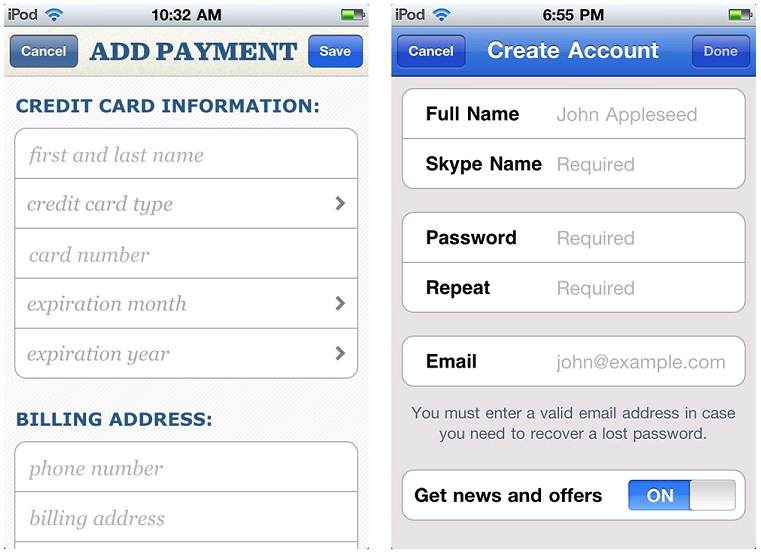 iPod 10:32 AM
Cancel ADD PAYMENT Save
CREDIT CARD INFORMATION:
first and last name
credit card type
card number
expiration month
expiration year
BILLING ADDRESS:
phone number
billing address
iPod 6:55 PM
Cancel Create Account Done
Full Name John Appleseed
Skype Name Required
Password Required
Repeat Required
Email john@example.com
You must enter a valid email address in case
you need to recover a lost password.
Get news and offers ON